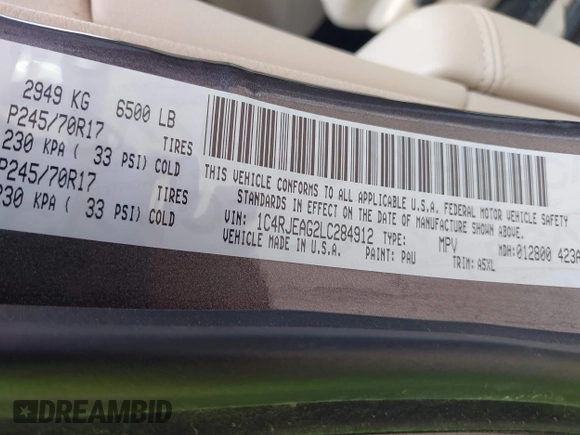 2949 KG 6500 LB
P245/70R17 TIRES
230 KPA ( 33 PSI) COLD
P245/70R17 TIRES
230 KPA ( 33 PSI) COLD
THIS VEHICLE CONFORMS TO ALL APPLICABLE U.S.A. FEDERAL MOTOR VEHICLE SAFETY
STANDARDS IN EFFECT ON THE DATE OF MANUFACTURE SHOWN ABOVE.
VIN: 1C4RJEAG2LC284912 TYPE: MPV MDH:012800 423A
VEHICLE MADE IN U.S.A. PAINT: PAU TRIM: A5XL
DREAMBID